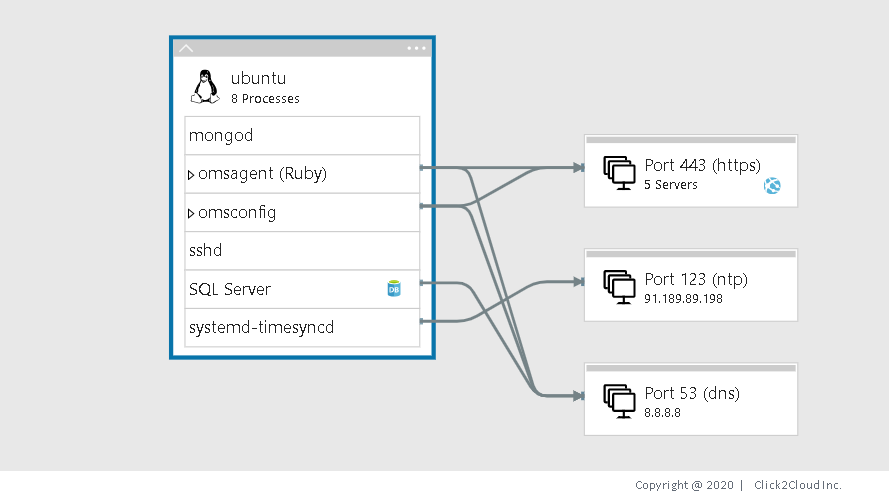 ubuntu
8 Processes
mongod
omsagent (Ruby)
omsconfig
sshd
SQL Server
DB
systemd-timesyncd
Port 443 (https)
5 Servers
Port 123 (ntp)
91.189.89.198
Port 53 (dns)
8.8.8.8
Copyright @ 2020 | Click2Cloud Inc.